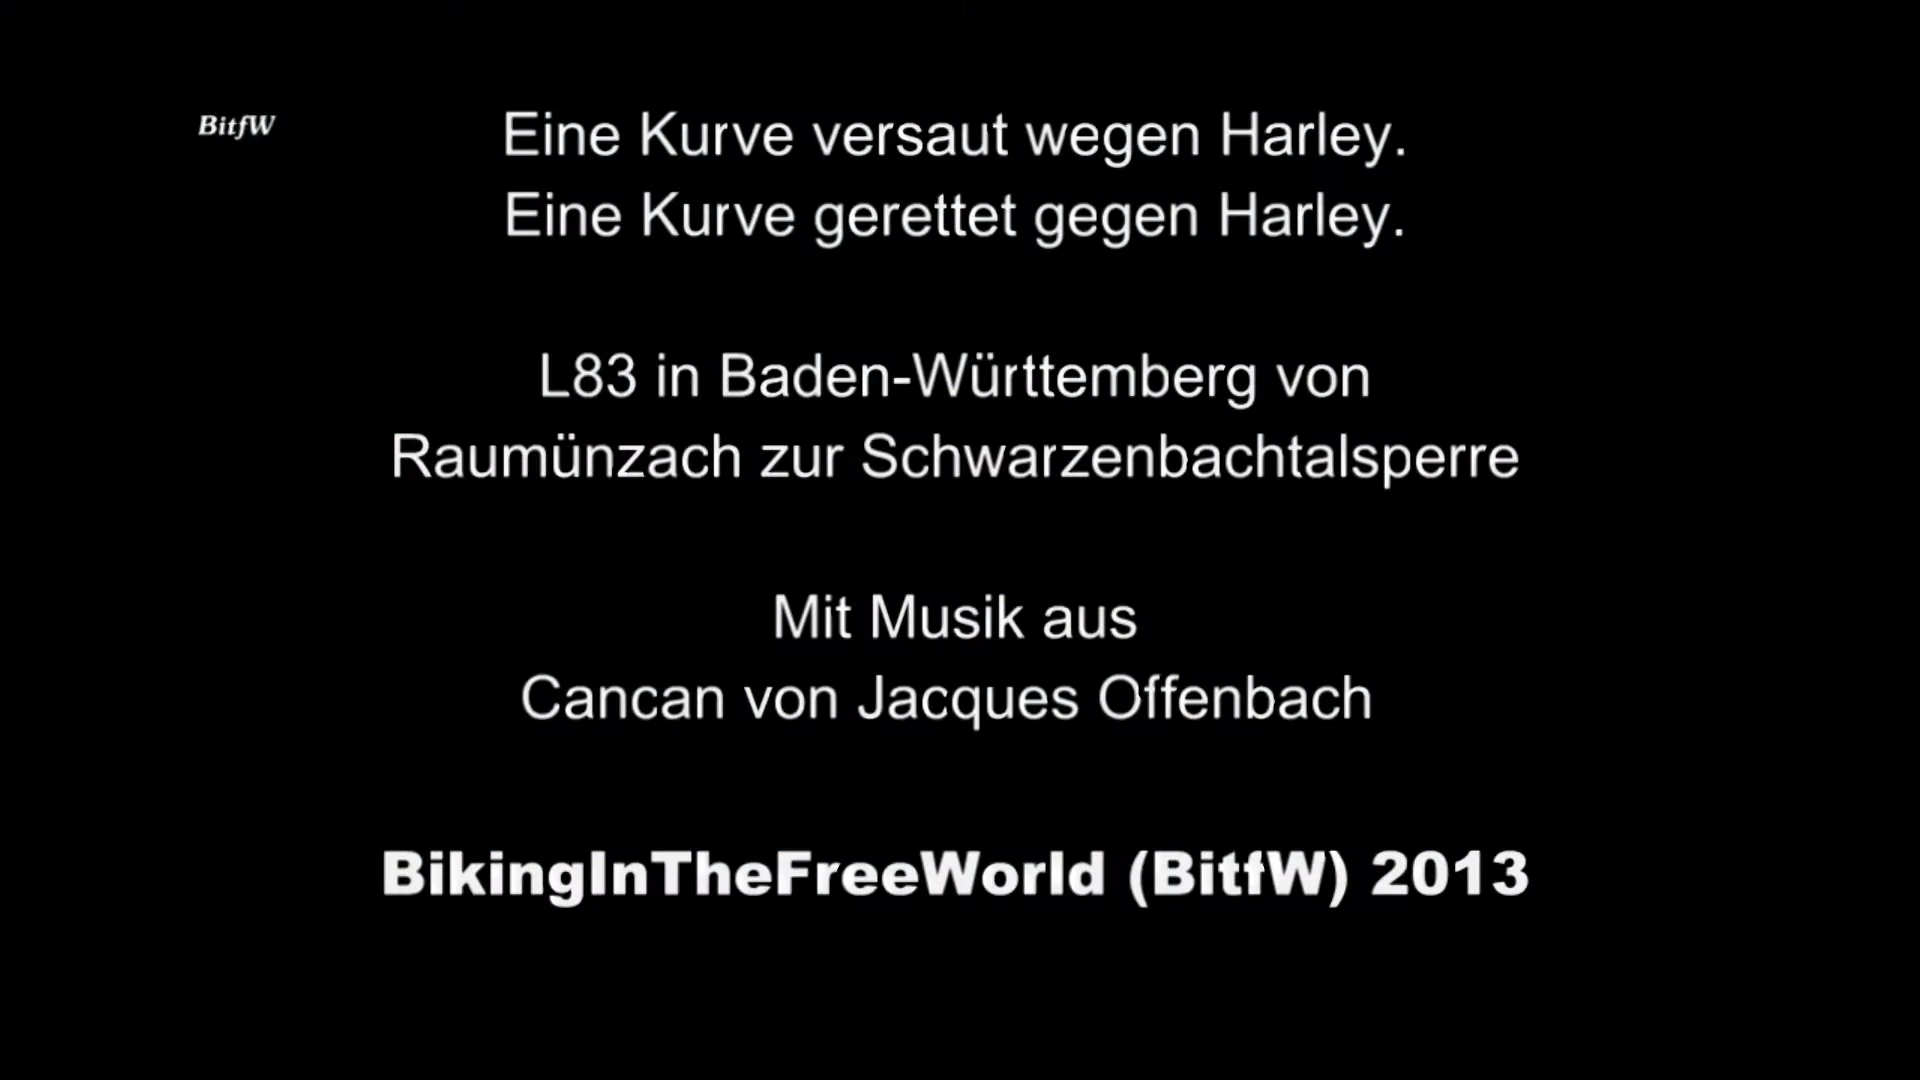 BitfW
Eine Kurve versaut wegen Harley.
Eine Kurve gerettet gegen Harley.
L83 in Baden-Württemberg von
Raumünzach zur Schwarzenbachtalsperre
Mit Musik aus
Cancan von Jacques Offenbach
BikingInTheFreeWorld (BitfW) 2013